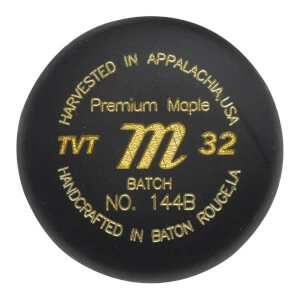 HARVESTED IN APPALACHIA, USA
Premium Maple
TVT m 32
BATCH
NO. 144B
HANDCRAFTED IN BATON ROUGE, LA